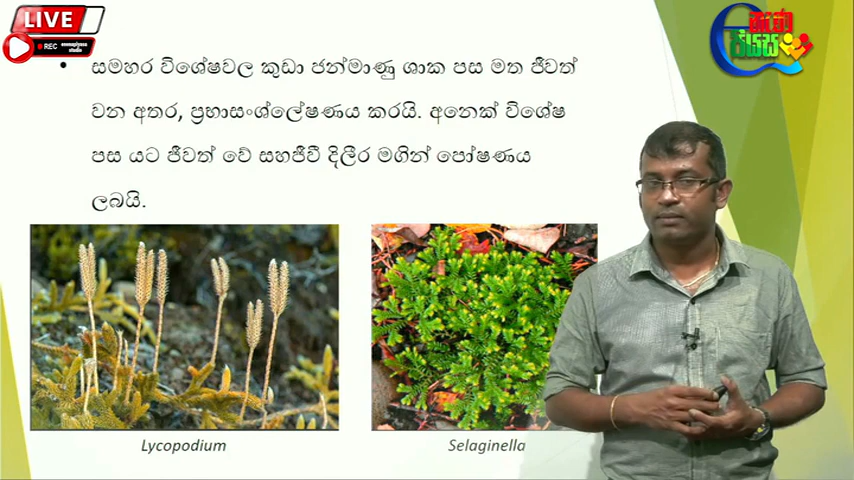 LIVE
REC
නැණ
පියස
• සමහර විශේෂවල කුඩා ජන්මාණු ශාක පස මත ජීවත්
වන අතර, ප්‍රභාසංශ්ලේෂණය කරයි. අනෙක් විශේෂ
පස යට ජීවත් වේ සහජීවී දිලීර මගින් පෝෂණය
ලබයි.
Lycopodium
Selaginella